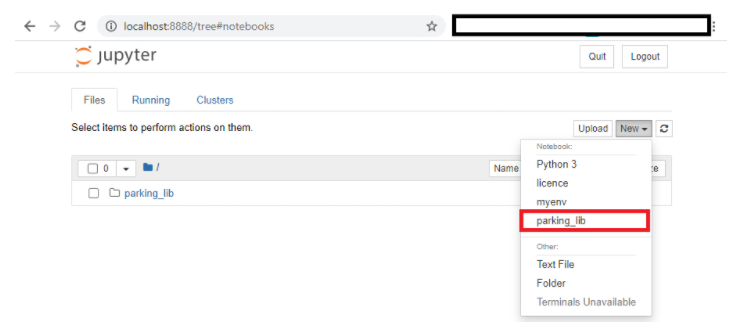 localhost:8888/tree#notebooks
jupyter
Quit Logout
Files Running Clusters
Select items to perform actions on them.
Upload New
0 / Name
parking_lib
Notebook:
Python 3
licence
myenv
parking_lib
Other:
Text File
Folder
Terminals Unavailable